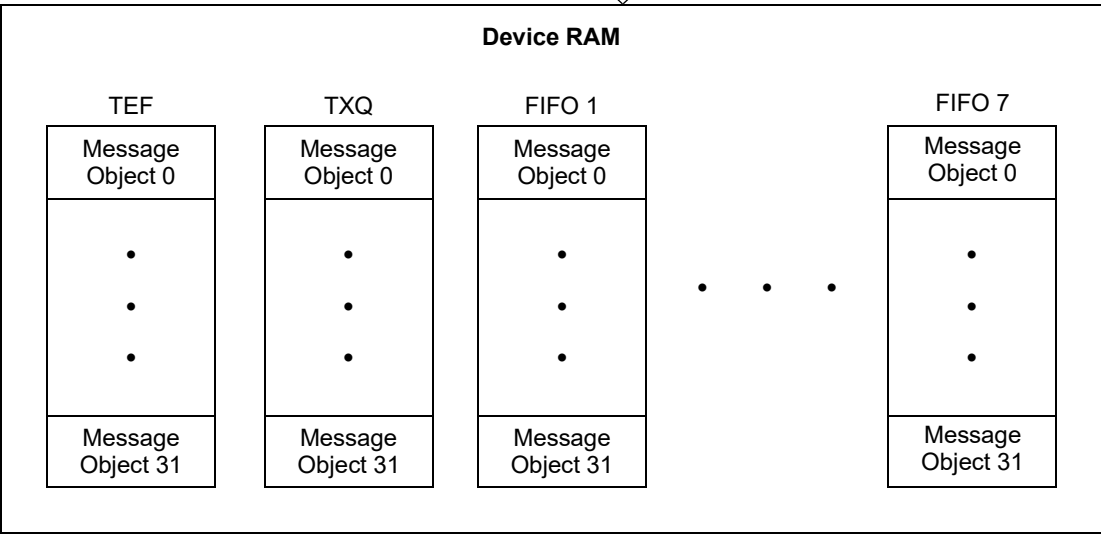 Device RAM
TEF
TXQ
FIFO 1
FIFO 7
Message
Object 0
Message
Object 0
Message
Object 0
Message
Object 0
Message
Object 31
Message
Object 31
Message
Object 31
Message
Object 31